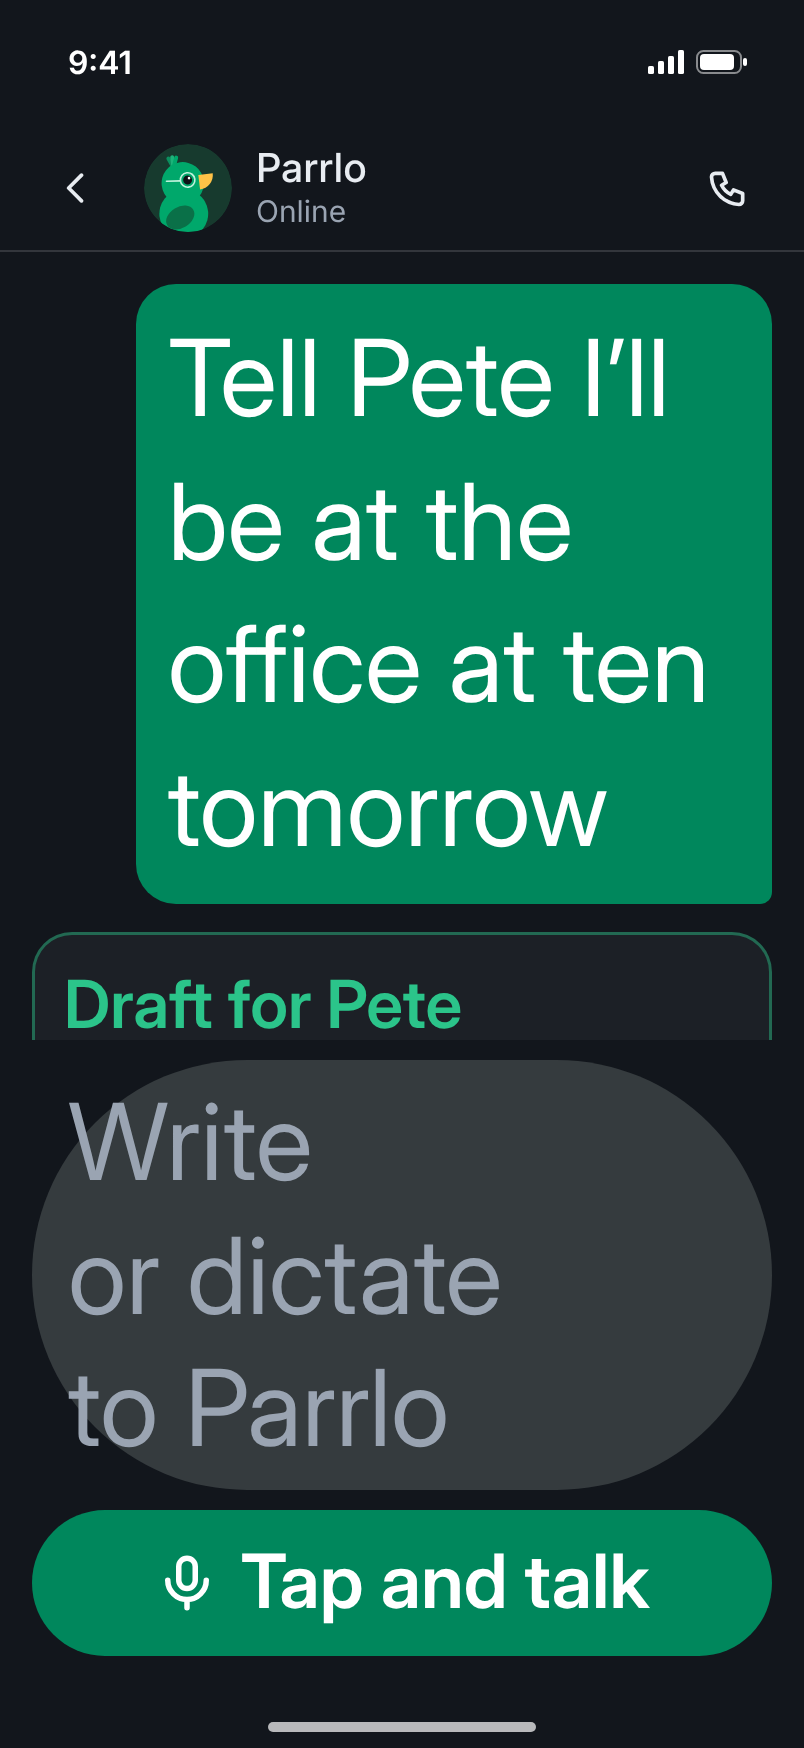 9:41
Parrlo
Online
Tell Pete I’ll
be at the
office at ten
tomorrow
Draft for Pete
Write
or dictate
to Parrlo
Tap and talk